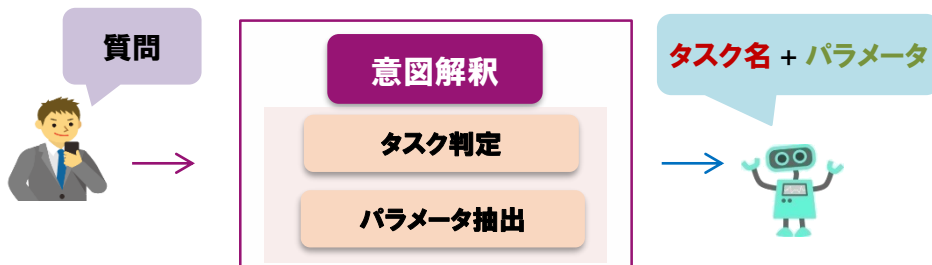 質問
意図解釈
タスク判定
パラメータ抽出
タスク名 + パラメータ